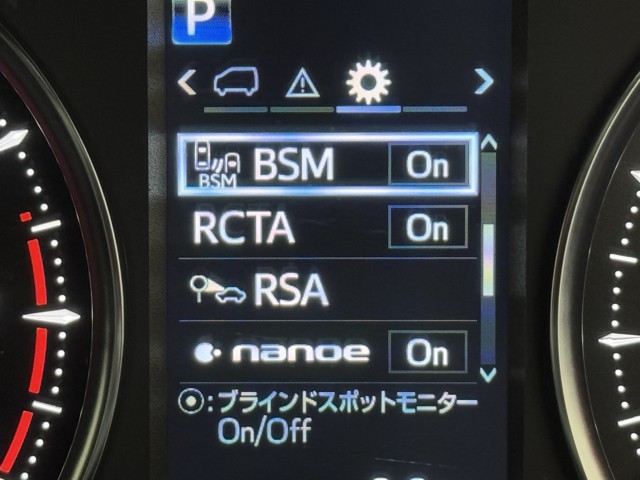 P
BSM BSM On
RCTA On
RSA
nanoe On
⦿:ブラインドスポットモニター
On/Off